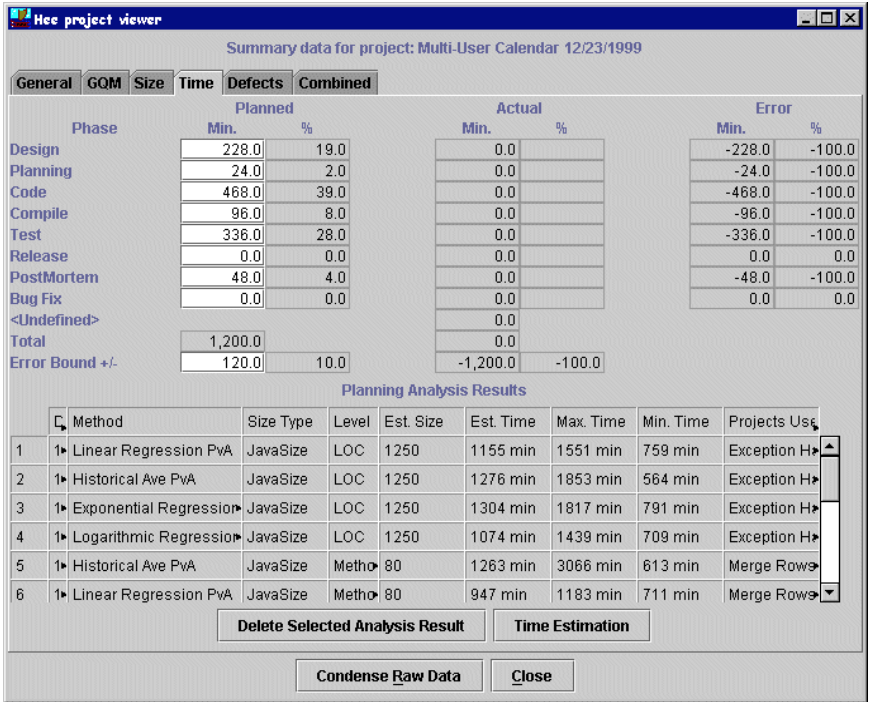 Hee project viewer
Summary data for project: Multi-User Calendar 12/23/1999
General GQM Size Time Defects Combined
Planned Actual Error
Phase Min. % Min. % Min. %
Design 228.0 19.0 0.0 -228.0 -100.0
Planning 24.0 2.0 0.0 -24.0 -100.0
Code 468.0 39.0 0.0 -468.0 -100.0
Compile 96.0 8.0 0.0 -96.0 -100.0
Test 336.0 28.0 0.0 -336.0 -100.0
Release 0.0 0.0 0.0 0.0 0.0
PostMortem 48.0 4.0 0.0 -48.0 -100.0
Bug Fix 0.0 0.0 0.0 0.0 0.0
<Undefined> 0.0
Total 1,200.0 0.0
Error Bound +/- 120.0 10.0 -1,200.0 -100.0
Planning Analysis Results
D Method Size Type Level Est. Size Est. Time Max. Time Min. Time Projects Use
1 1 Linear Regression PvA JavaSize LOC 1250 1155 min 1551 min 759 min Exception Ha
2 1 Historical Ave PvA JavaSize LOC 1250 1276 min 1853 min 564 min Exception Ha
3 1 Exponential Regression JavaSize LOC 1250 1304 min 1817 min 791 min Exception Ha
4 1 Logarithmic Regression JavaSize LOC 1250 1074 min 1439 min 709 min Exception Ha
5 1 Historical Ave PvA JavaSize Metho 80 1263 min 3066 min 613 min Merge Rows
6 1 Linear Regression PvA JavaSize Metho 80 947 min 1183 min 711 min Merge Rows
Delete Selected Analysis Result Time Estimation
Condense Raw Data Close